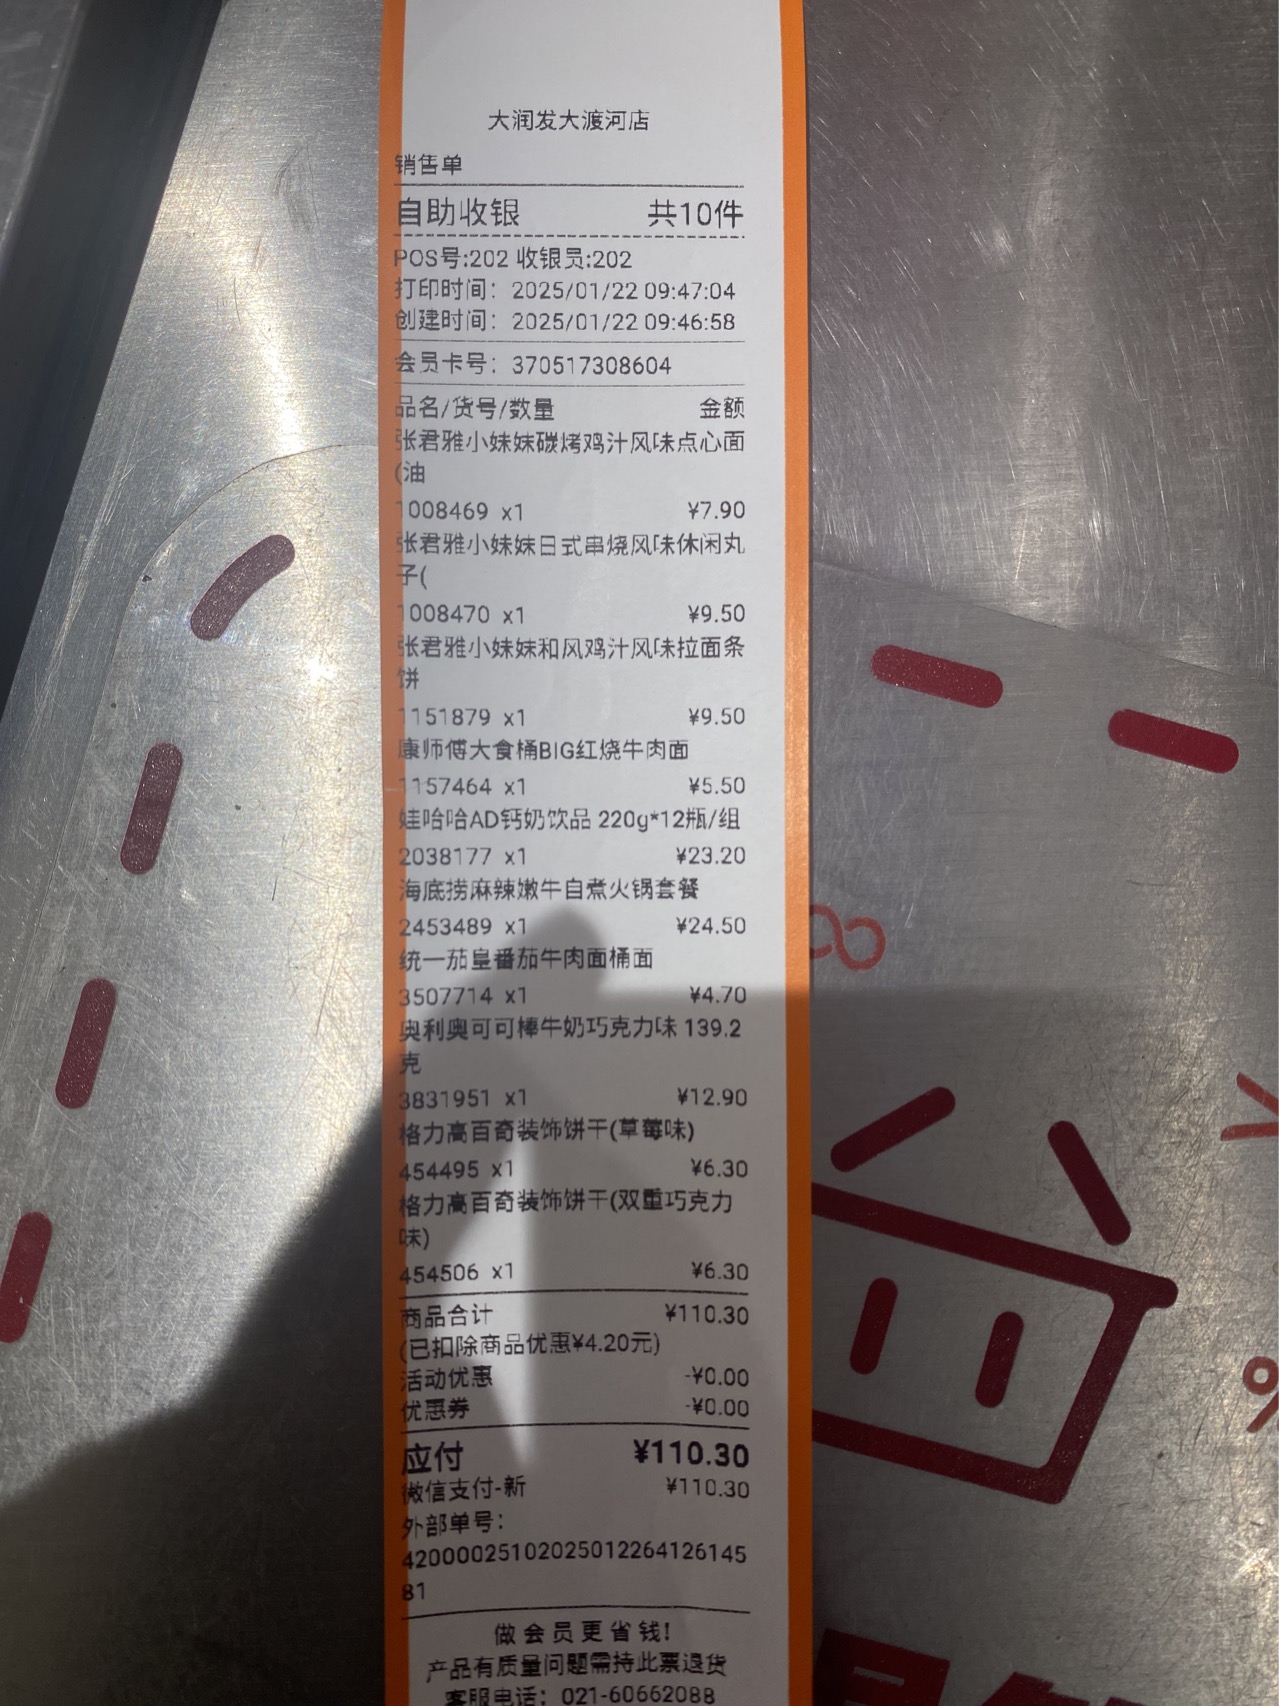 大润发大渡河店
销售单
自助收银 共10件
POS号:202 收银员:202
打印时间：2025/01/22 09:47:04
创建时间：2025/01/22 09:46:58
会员卡号：370517308604
品名/货号/数量 金额
张君雅小妹妹碳烤鸡汁风味点心面
(油
1008469 x1 ¥7.90
张君雅小妹妹日式串烧风味休闲丸
子(
1008470 x1 ¥9.50
张君雅小妹妹和风鸡汁风味拉面条
饼
1151879 x1 ¥9.50
康师傅大食桶BIG红烧牛肉面
1157464 x1 ¥5.50
娃哈哈AD钙奶饮品 220g*12瓶/组
2038177 x1 ¥23.20
海底捞麻辣嫩牛自煮火锅套餐
2453489 x1 ¥24.50
统一茄皇番茄牛肉面桶面
3507714 x1 ¥4.70
奥利奥可可棒牛奶巧克力味 139.2
克
3831951 x1 ¥12.90
格力高百奇装饰饼干(草莓味)
454495 x1 ¥6.30
格力高百奇装饰饼干(双重巧克力
味)
454506 x1 ¥6.30
商品合计 ¥110.30
(已扣除商品优惠¥4.20元)
活动优惠 -¥0.00
优惠券 -¥0.00
应付 ¥110.30
微信支付-新 ¥110.30
外部单号：
42000025102025012264126145
81
做会员更省钱!
产品有质量问题需持此票退货
客服电话：021-60662088